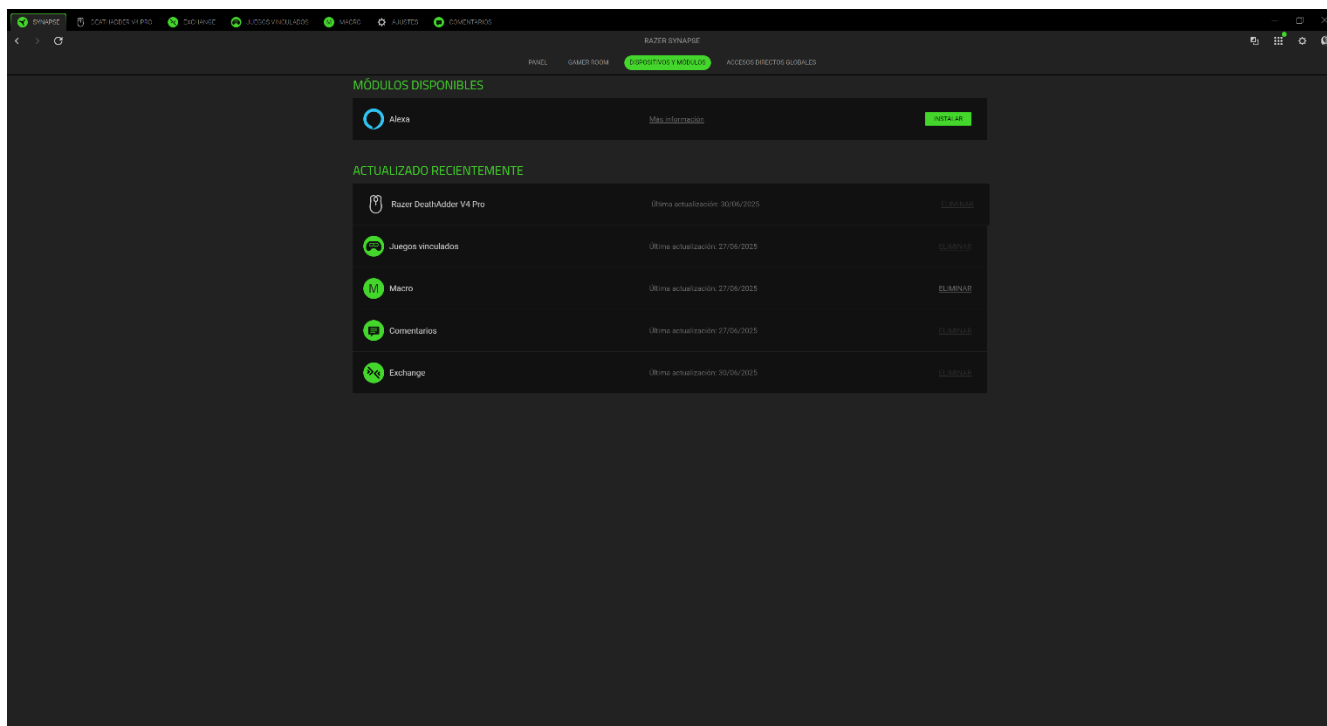 SYNAPSE DEATHADDER V4 PRO EXCHANGE JUEGOS VINCULADOS MACRO AJUSTES COMENTARIOS
RAZER SYNAPSE
PANEL GAMER ROOM DISPOSITIVOS Y MÓDULOS ACCESOS DIRECTOS GLOBALES
MÓDULOS DISPONIBLES
Alexa Más información INSTALAR
ACTUALIZADO RECIENTEMENTE
Razer DeathAdder V4 Pro Última actualización: 30/06/2025 ELIMINAR
Juegos vinculados Última actualización: 27/06/2025 ELIMINAR
M Macro Última actualización: 27/06/2025 ELIMINAR
Comentarios Última actualización: 27/06/2025 ELIMINAR
Exchange Última actualización: 30/06/2025 ELIMINAR